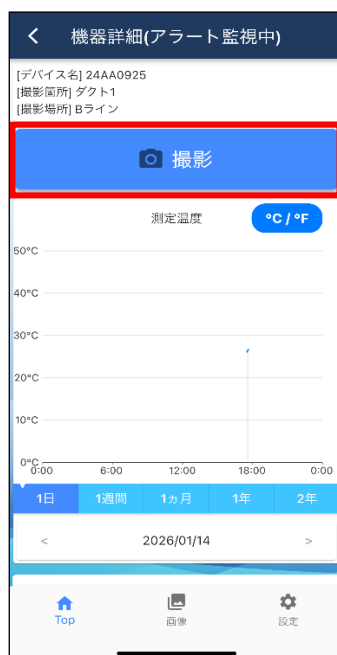 機器詳細(アラート監視中)
[デバイス名] 24AA0925
[撮影箇所] ダクト1
[撮影場所] Bライン
撮影
測定温度
°C / °F
50°C
40°C
30°C
20°C
10°C
0°C
0:00 6:00 12:00 18:00 0:00
1日 1週間 1ヵ月 1年 2年
< 2026/01/14 >
Top 画像 設定